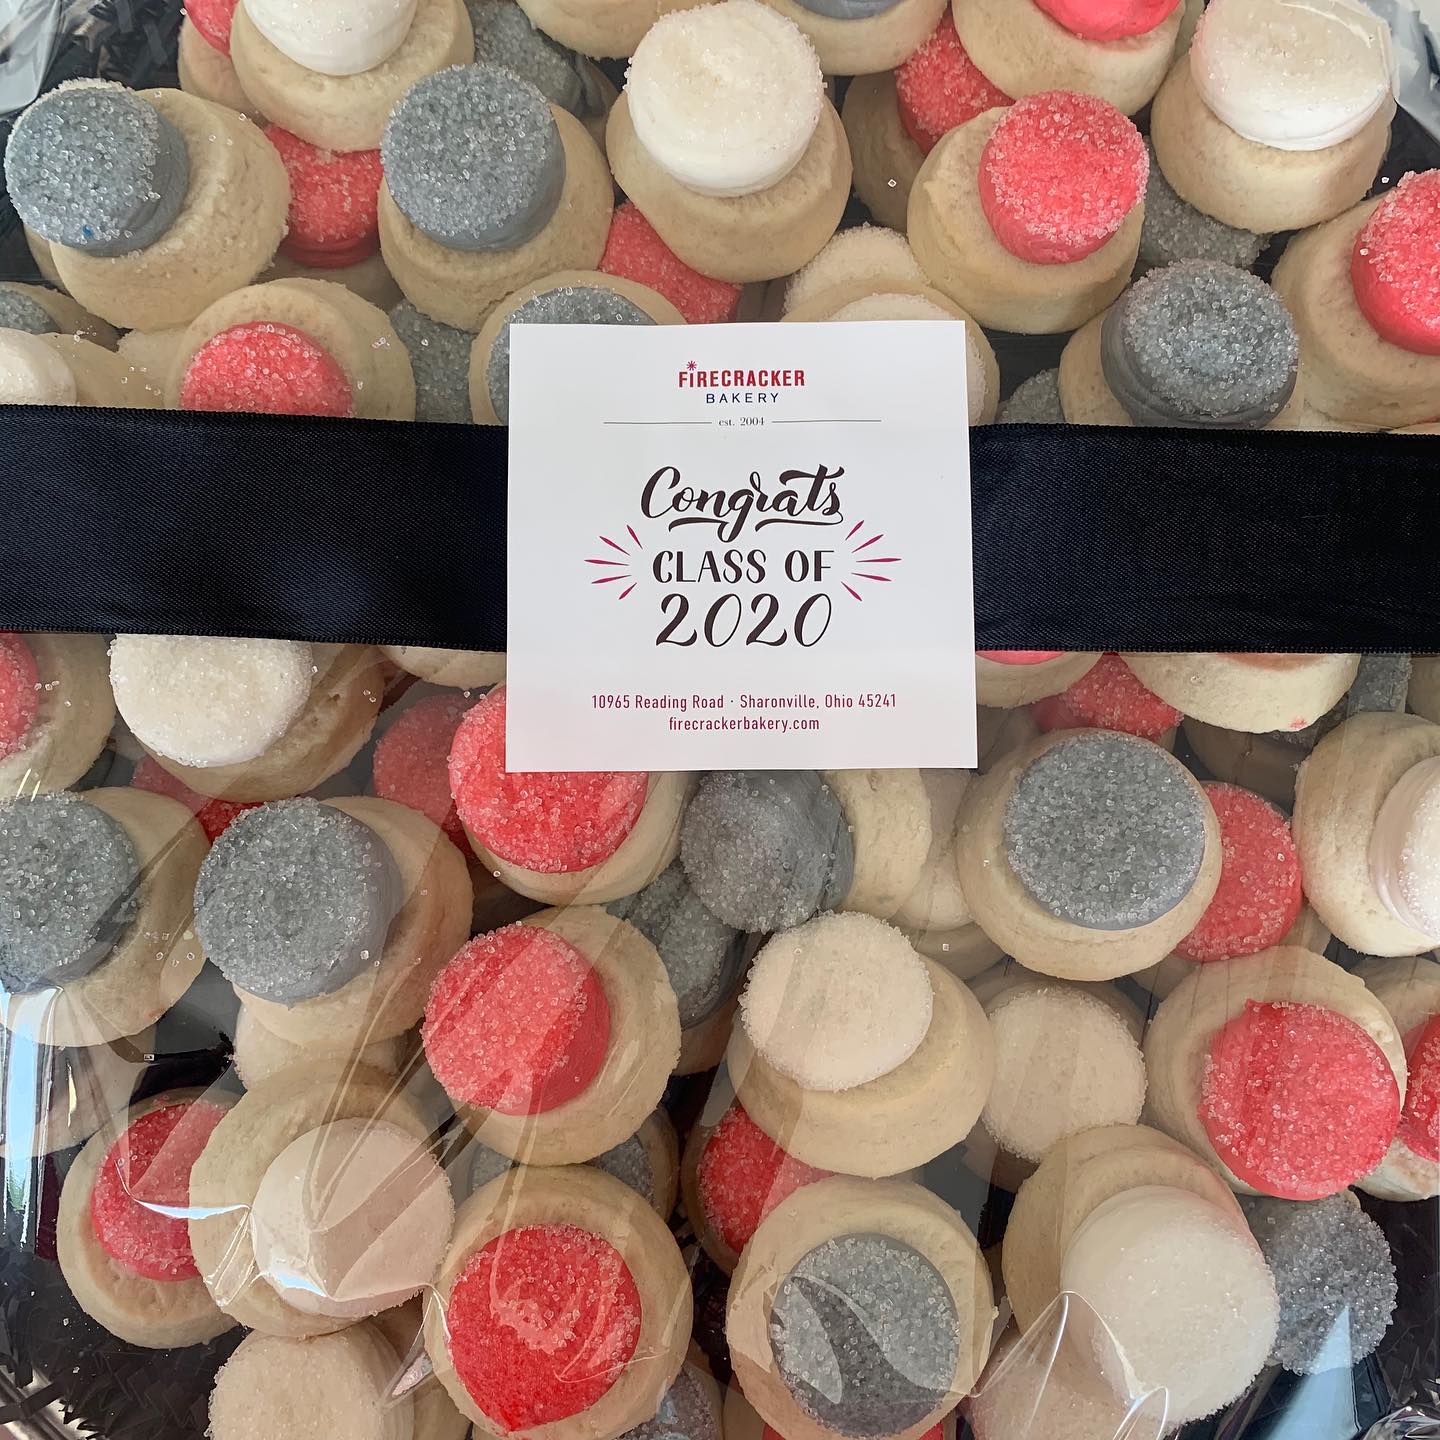 FiRECRACKER
BAKERY
est. 2004
Congrats
CLASS OF
2020
10965 Reading Road · Sharonville, Ohio 45241
firecrackerbakery.com